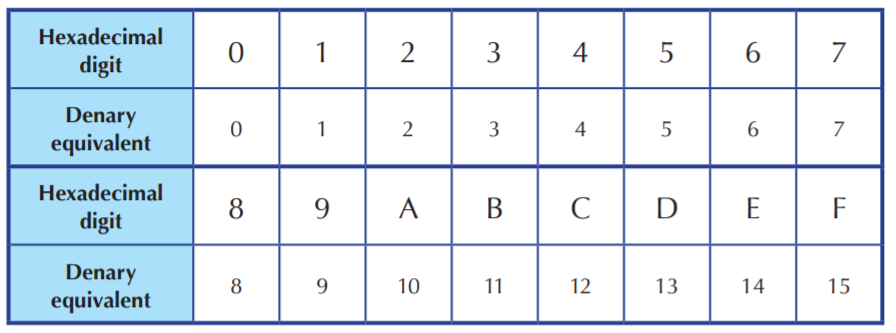 Hexadecimal digit 0 1 2 3 4 5 6 7
Denary equivalent 0 1 2 3 4 5 6 7
Hexadecimal digit 8 9 A B C D E F
Denary equivalent 8 9 10 11 12 13 14 15